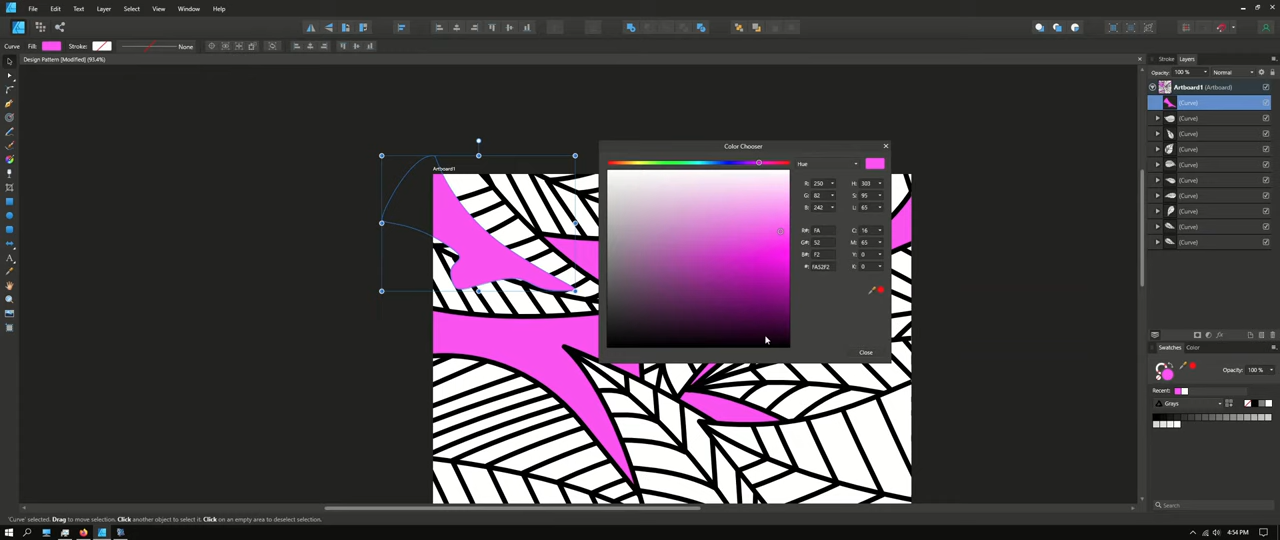 File Edit Text Layer Select View Window Help
Curve Fill: Stroke: None
Design Pattern [Modified] (93.4%)
Artboard1
Color Chooser
Hue
R: 250 H: 303
G: 82 S: 95
B: 242 L: 65
R#: FA C: 16
G#: 52 M: 65
B#: F2 Y: 0
#: FA52F2 K: 0
Close
Stroke Layers
Opacity: 100 % Normal
Artboard1 (Artboard)
(Curve)
(Curve)
(Curve)
(Curve)
(Curve)
(Curve)
(Curve)
(Curve)
(Curve)
(Curve)
Swatches Color
Opacity: 100 %
Recent:
Grays
Search
'Curve' selected. Drag to move selection. Click another object to select it. Click on an empty area to deselect selection.
4:54 PM